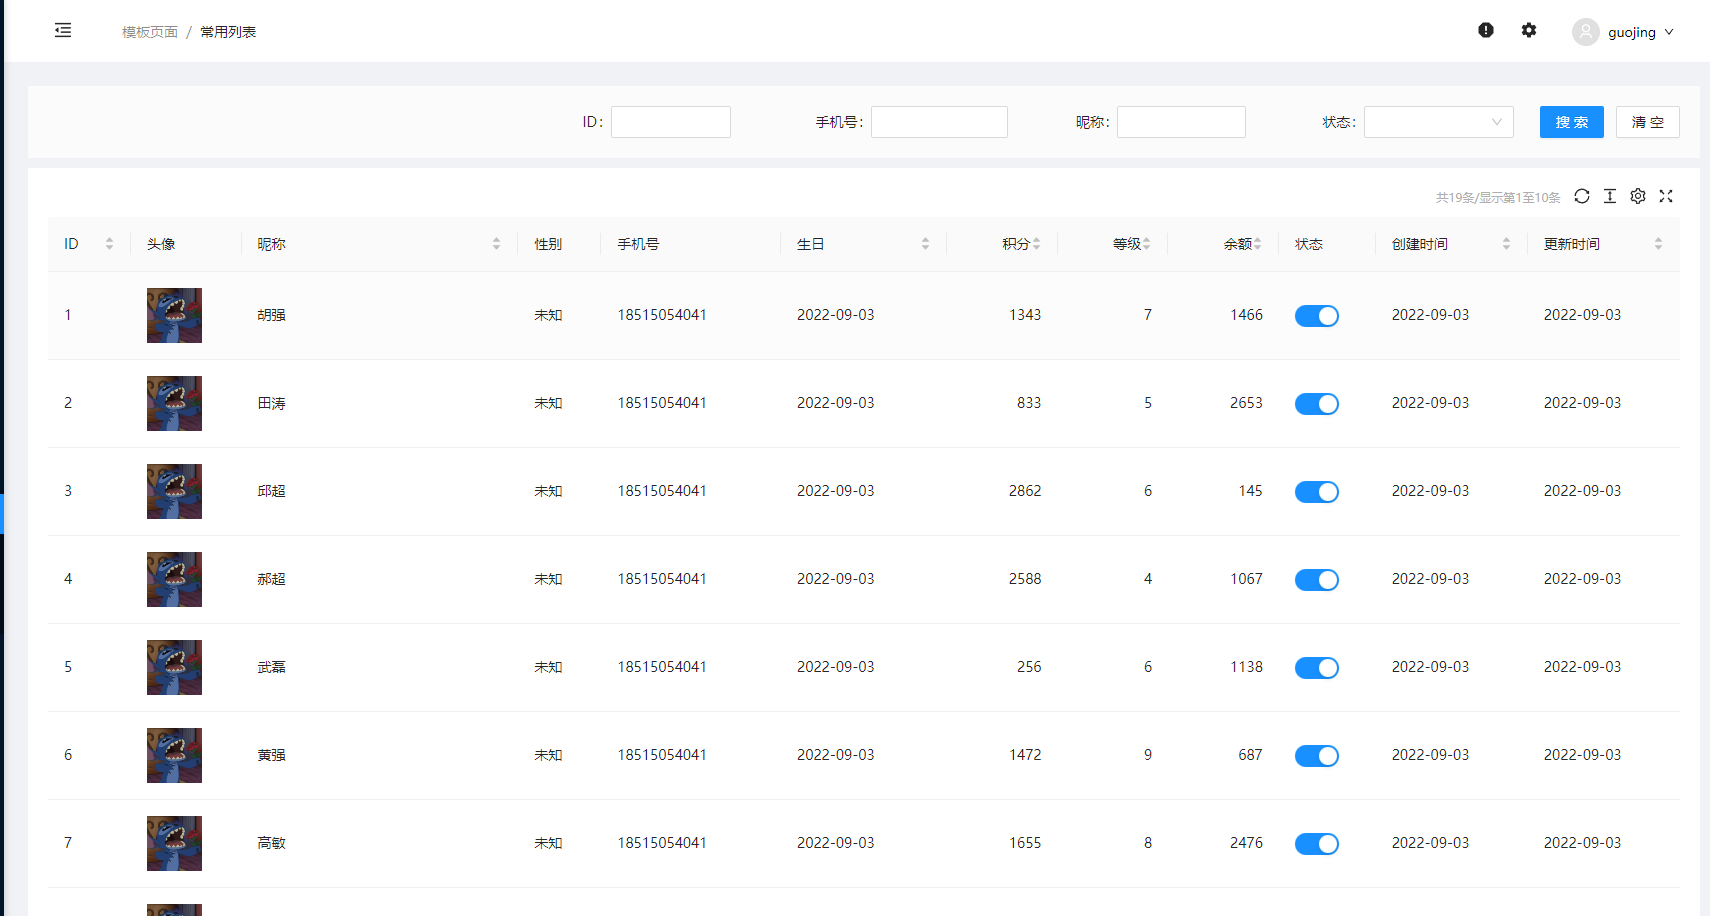 模板页面 / 常用列表
guojing
ID: 手机号: 昵称: 状态: 搜 索 清 空
共19条/显示第1至10条
ID 头像 昵称 性别 手机号 生日 积分 等级 余额 状态 创建时间 更新时间
1 胡强 未知 18515054041 2022-09-03 1343 7 1466 2022-09-03 2022-09-03
2 田涛 未知 18515054041 2022-09-03 833 5 2653 2022-09-03 2022-09-03
3 邱超 未知 18515054041 2022-09-03 2862 6 145 2022-09-03 2022-09-03
4 郝超 未知 18515054041 2022-09-03 2588 4 1067 2022-09-03 2022-09-03
5 武磊 未知 18515054041 2022-09-03 256 6 1138 2022-09-03 2022-09-03
6 黄强 未知 18515054041 2022-09-03 1472 9 687 2022-09-03 2022-09-03
7 高敏 未知 18515054041 2022-09-03 1655 8 2476 2022-09-03 2022-09-03